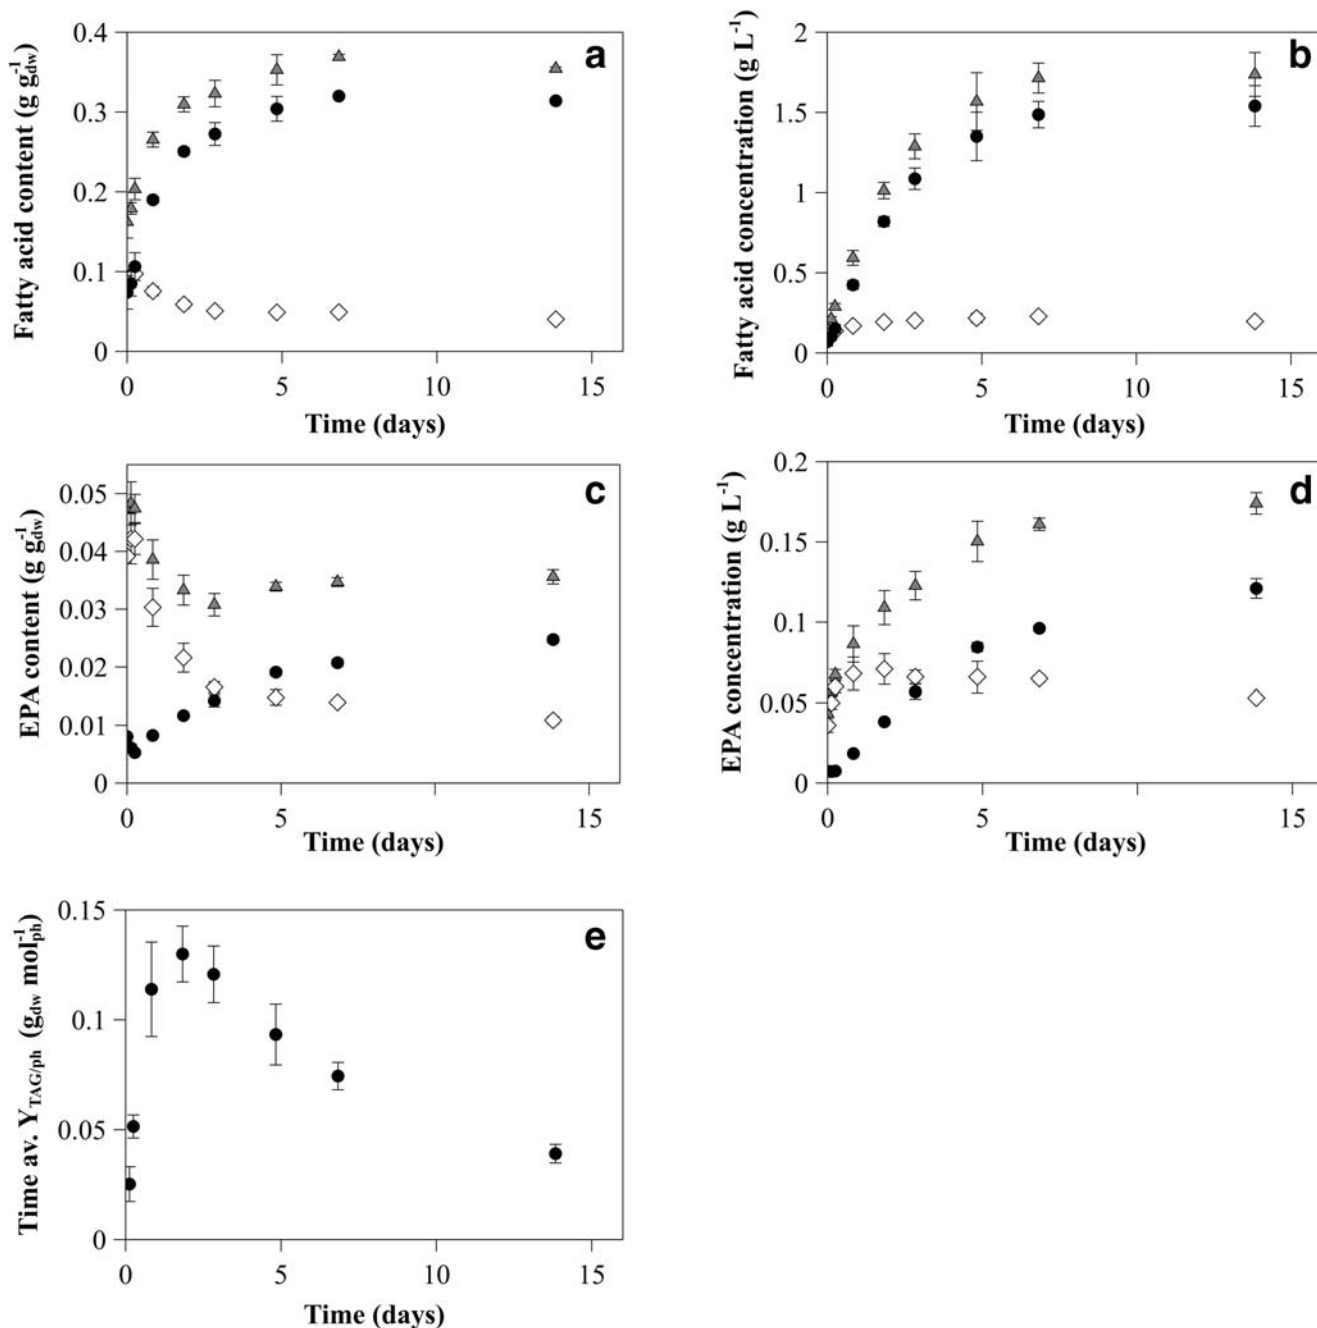 a
Fatty acid content (g g⁻¹dw)
0.4
0.3
0.2
0.1
0
0 5 10 15
Time (days)
b
Fatty acid concentration (g L⁻¹)
2
1.5
1
0.5
0
0 5 10 15
Time (days)
c
EPA content (g g⁻¹dw)
0.05
0.04
0.03
0.02
0.01
0
0 5 10 15
Time (days)
d
EPA concentration (g L⁻¹)
0.2
0.15
0.1
0.05
0
0 5 10 15
Time (days)
e
Time av. Y TAG/ph (gdw mol⁻¹ph)
0.15
0.1
0.05
0
0 5 10 15
Time (days)